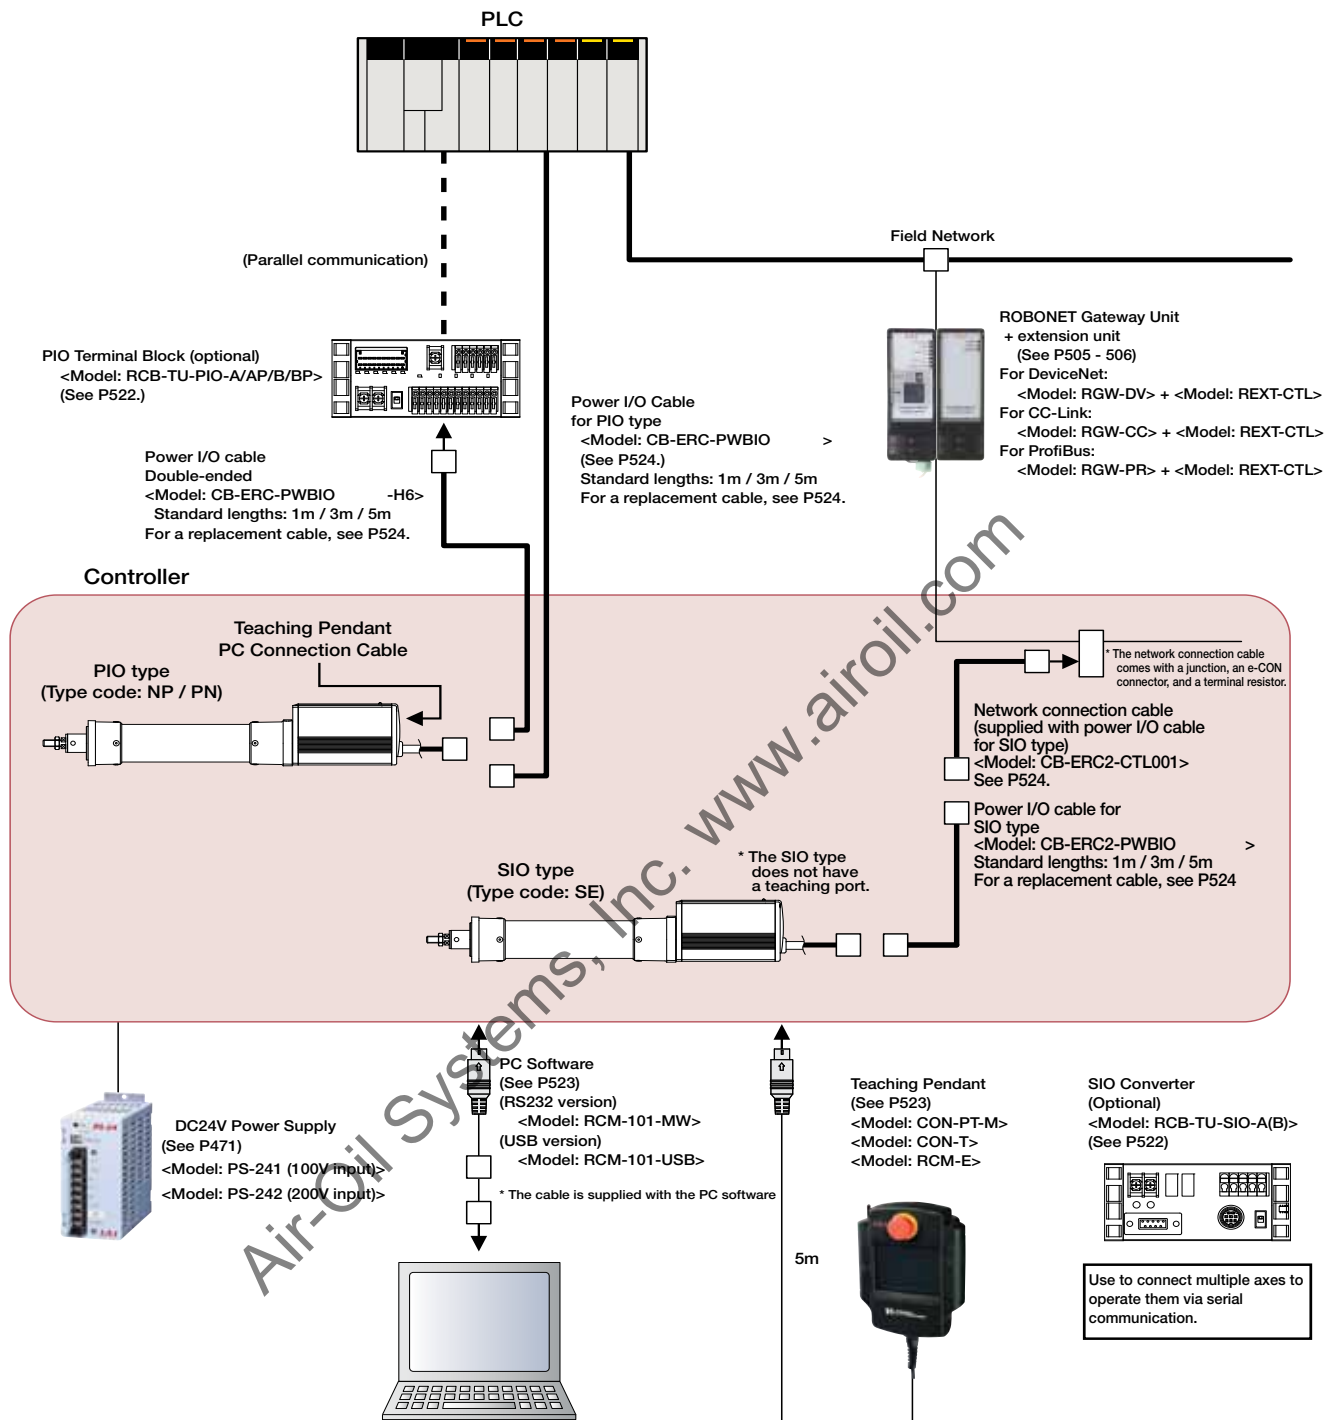 PLC
Field Network
(Parallel communication)
PIO Terminal Block (optional)
<Model: RCB-TU-PIO-A/AP/B/BP>
(See P522.)
Power I/O Cable
for PIO type
<Model: CB-ERC-PWBIO >
(See P524.)
Standard lengths: 1m / 3m / 5m
For a replacement cable, see P524.
ROBONET Gateway Unit
+ extension unit
(See P505 - 506)
For DeviceNet:
<Model: RGW-DV> + <Model: REXT-CTL>
For CC-Link:
<Model: RGW-CC> + <Model: REXT-CTL>
For ProfiBus:
<Model: RGW-PR> + <Model: REXT-CTL>
Power I/O cable
Double-ended
<Model: CB-ERC-PWBIO -H6>
Standard lengths: 1m / 3m / 5m
For a replacement cable, see P524.
Controller
Teaching Pendant
PC Connection Cable
PIO type
(Type code: NP / PN)
* The network connection cable
comes with a junction, an e-CON
connector, and a terminal resistor.
Network connection cable
(supplied with power I/O cable
for SIO type)
<Model: CB-ERC2-CTL001>
See P524.
Power I/O cable for
SIO type
<Model: CB-ERC2-PWBIO >
Standard lengths: 1m / 3m / 5m
For a replacement cable, see P524
SIO type
(Type code: SE)
* The SIO type
does not have
a teaching port.
DC24V Power Supply
(See P471)
<Model: PS-241 (100V input)>
<Model: PS-242 (200V input)>
PC Software
(See P523)
(RS232 version)
<Model: RCM-101-MW>
(USB version)
<Model: RCM-101-USB>
* The cable is supplied with the PC software
5m
Teaching Pendant
(See P523)
<Model: CON-PT-M>
<Model: CON-T>
<Model: RCM-E>
SIO Converter
(Optional)
<Model: RCB-TU-SIO-A(B)>
(See P522)
Use to connect multiple axes to
operate them via serial
communication.
Air-Oil Systems, Inc. www.airoil.com